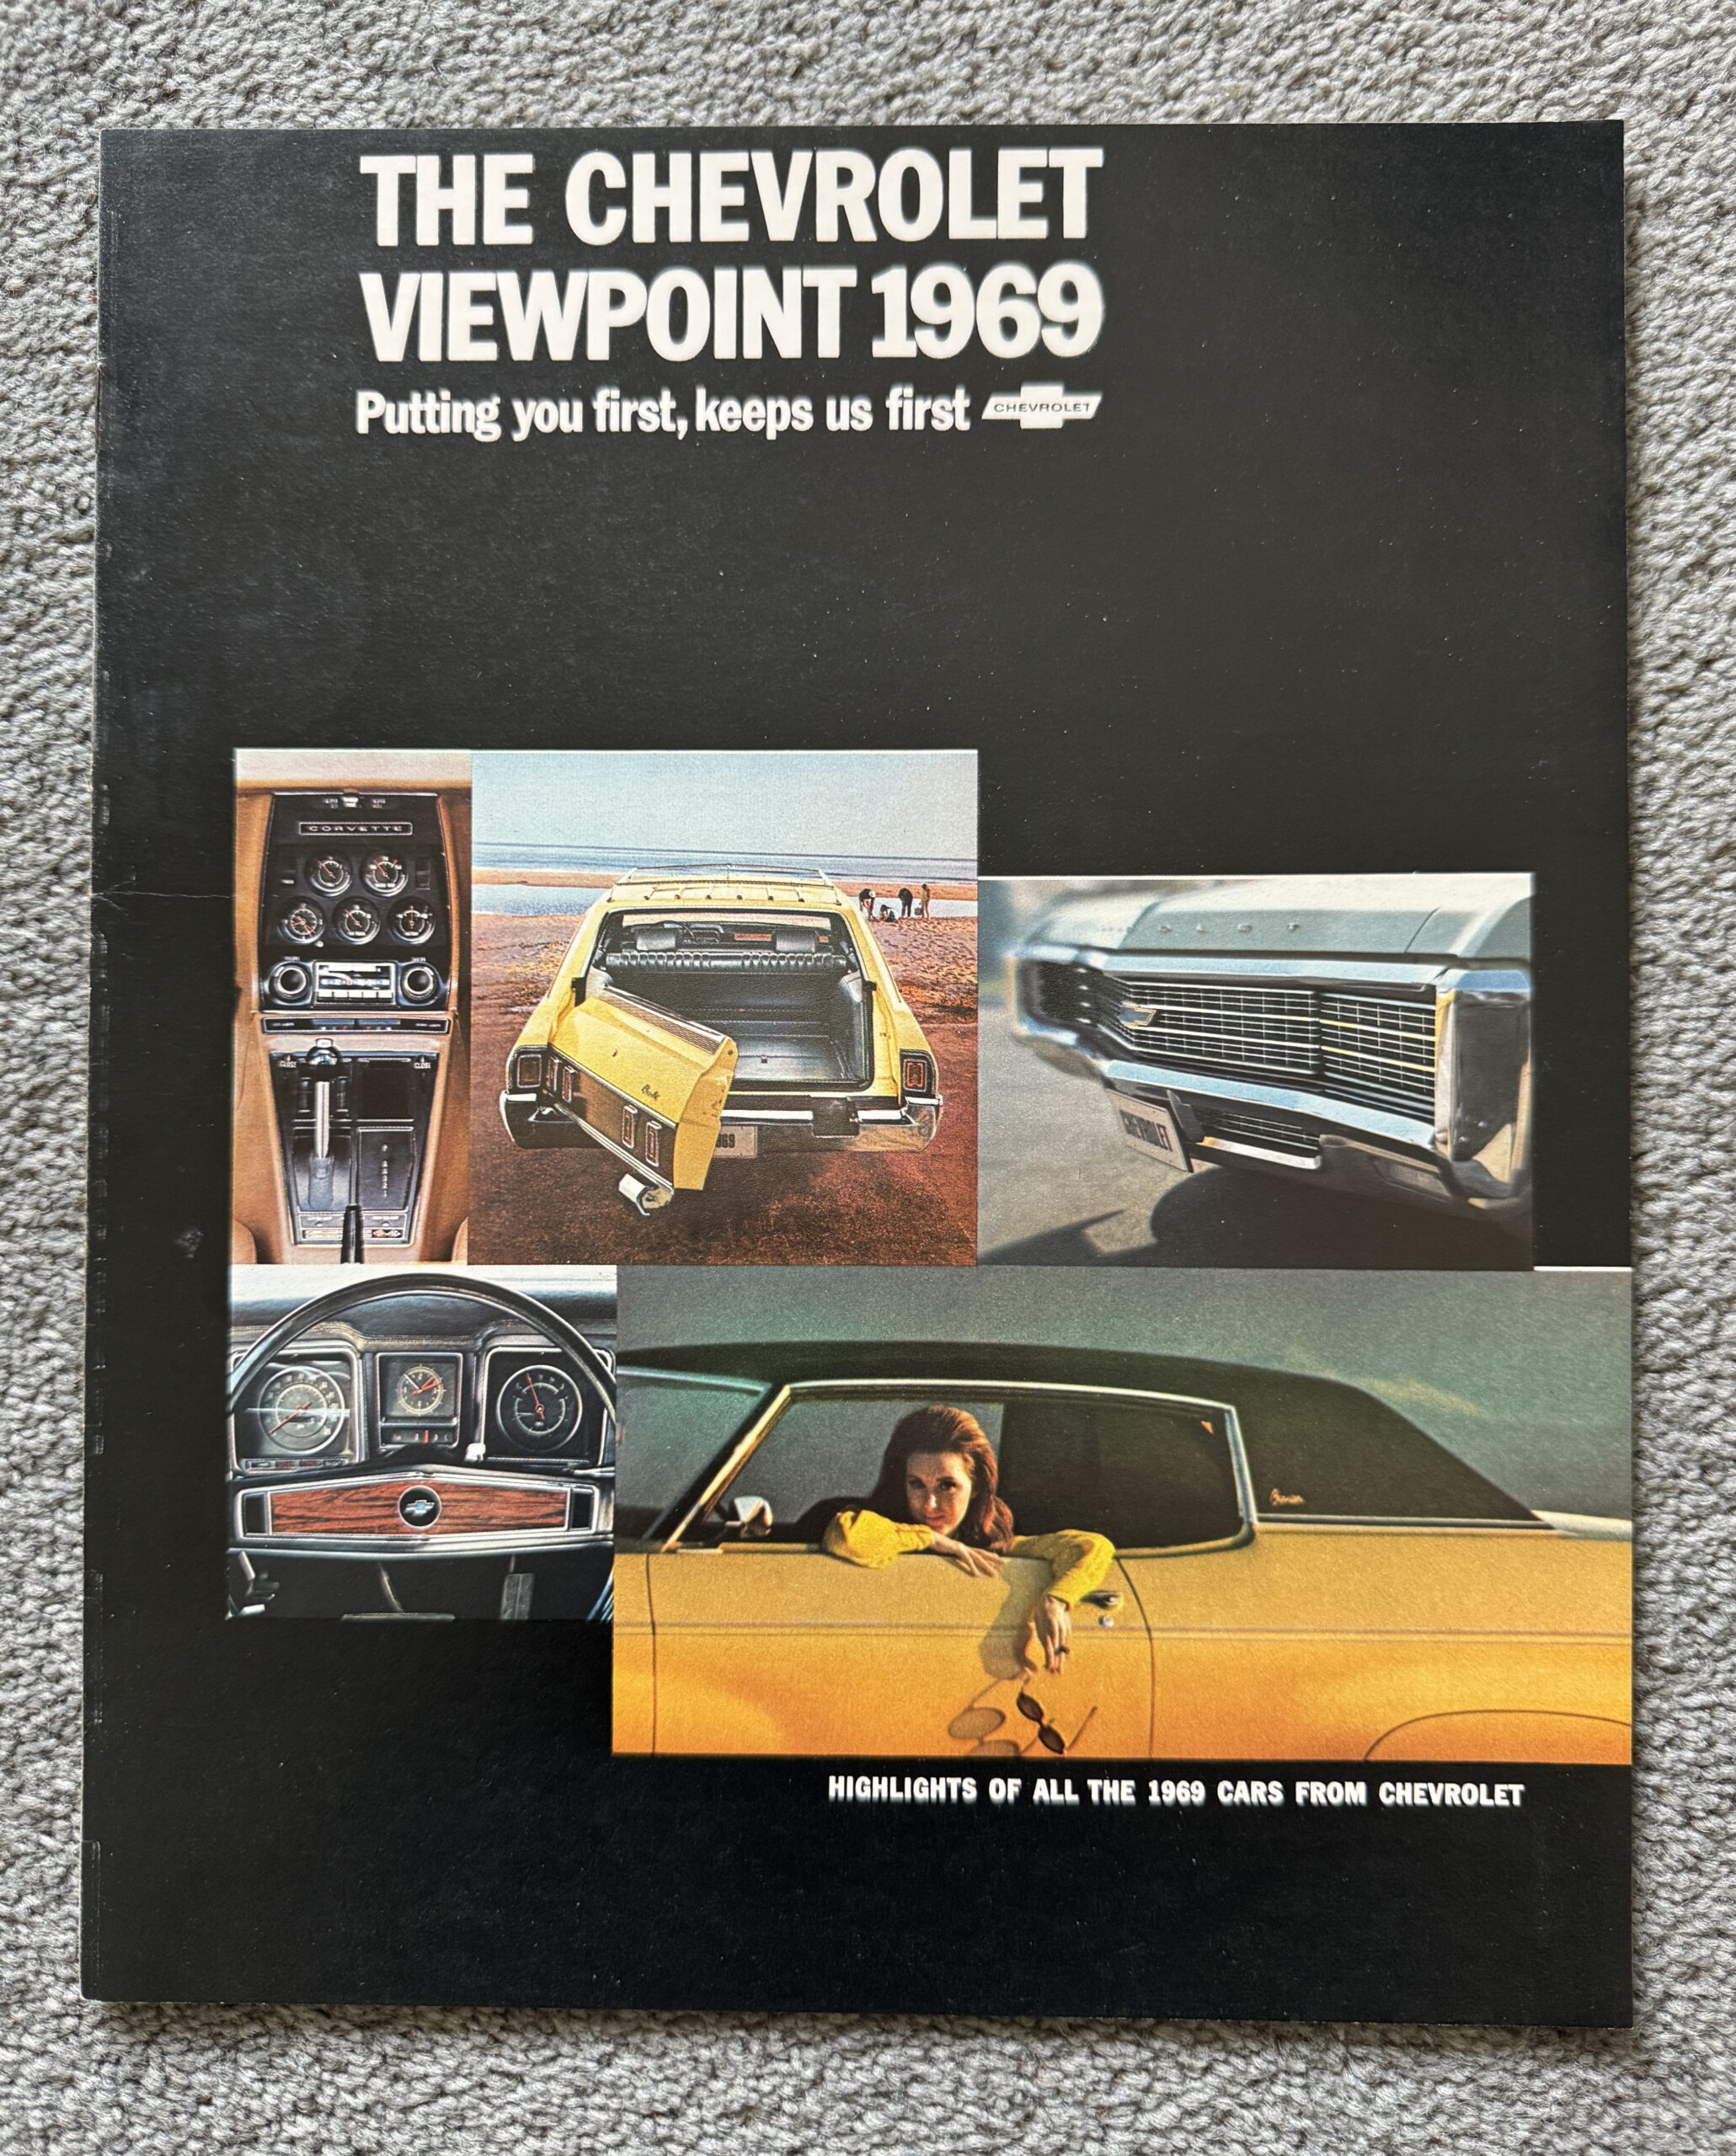 THE CHEVROLET
VIEWPOINT 1969
Putting you first, keeps us first CHEVROLET
CORVETTE
CLOSE
CHEVROLET
HIGHLIGHTS OF ALL THE 1969 CARS FROM CHEVROLET